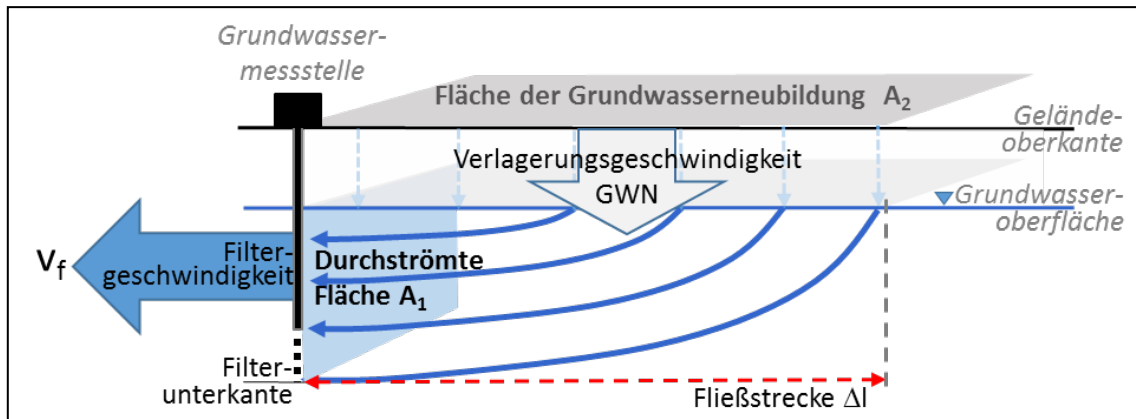 Grundwasser-
messstelle
Fläche der Grundwasserneubildung A₂
Gelände-
oberkante
Verlagerungsgeschwindigkeit
GWN
Grundwasser-
oberfläche
Filter-
geschwindigkeit
v_f
Durchströmte
Fläche A₁
Filter-
unterkante
Fließstrecke Δl